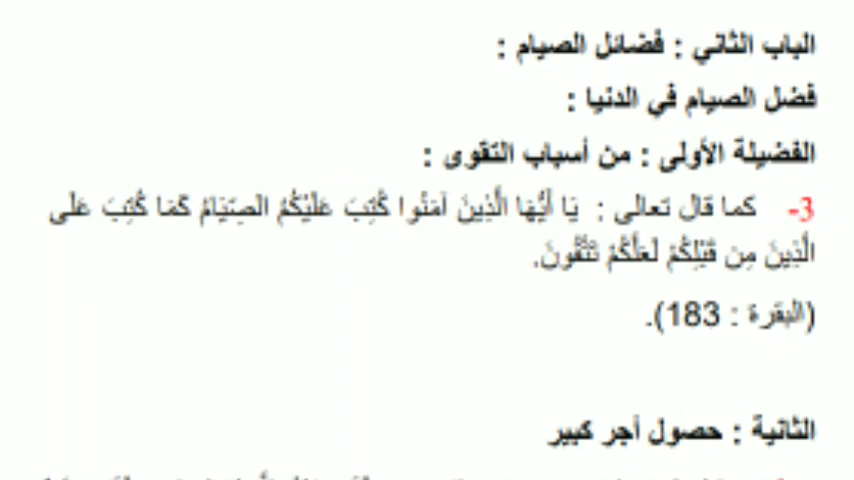 الباب الثاني : فضائل الصيام :
فضل الصيام في الدنيا :
الفضيلة الأولى : من أسباب التقوى :
3- كما قال تعالى : يَا أَيُّهَا الَّذِينَ آمَنُوا كُتِبَ عَلَيْكُمُ الصِّيَامُ كَمَا كُتِبَ عَلَى
الَّذِينَ مِن قَبْلِكُمْ لَعَلَّكُمْ تَتَّقُونَ.
(البقرة : 183).
الثانية : حصول أجر كبير